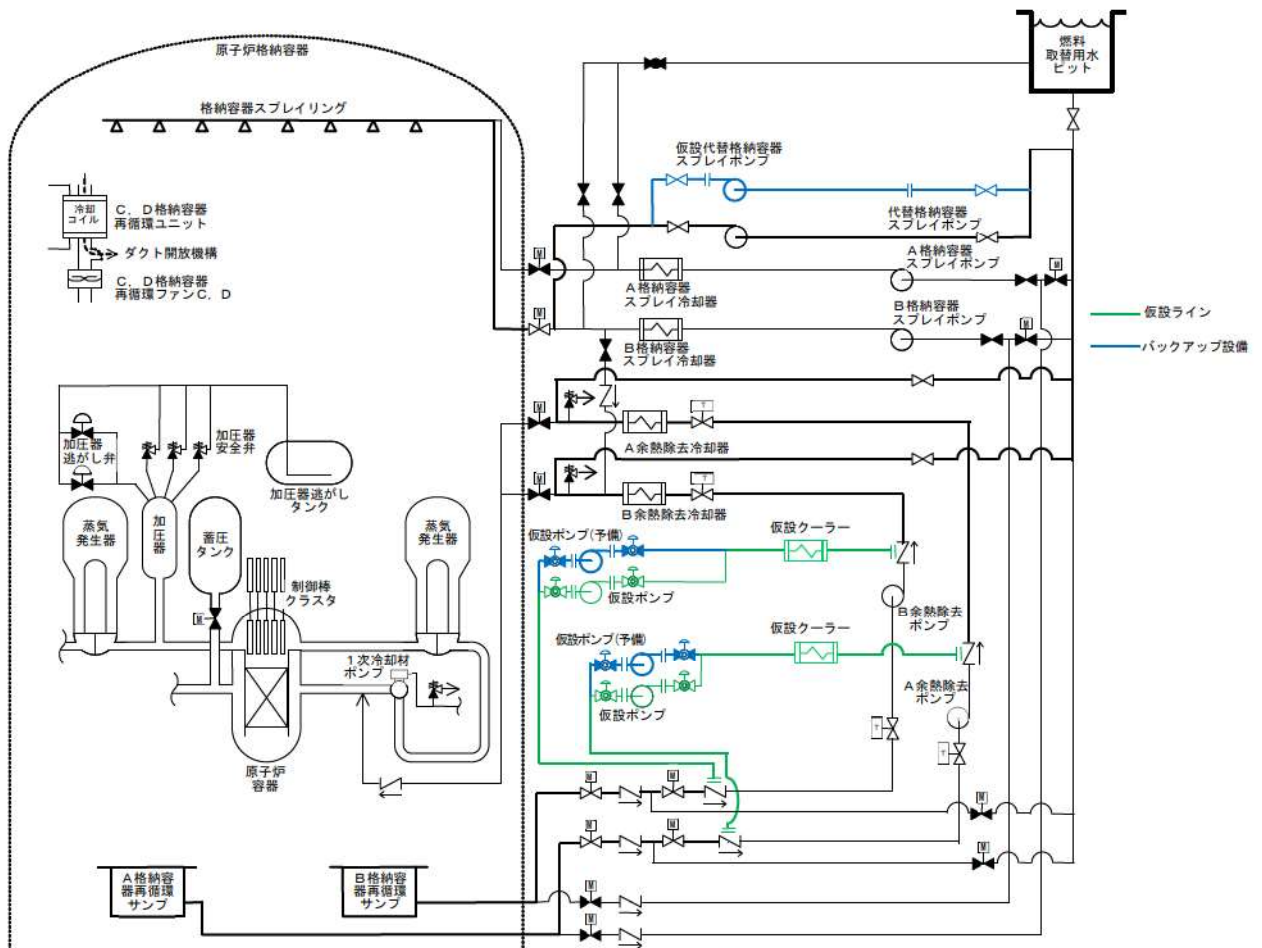 原子炉格納容器
燃料
取替用水
ピット
格納容器スプレイリング
仮設代替格納容器
スプレイポンプ
冷却
コイル
C，D格納容器
再循環ユニット
代替格納容器
スプレイポンプ
ダクト開放機構
M
A格納容器
スプレイポンプ
M
C，D格納容器
再循環ファンC，D
A格納容器
スプレイ冷却器
M
B格納容器
スプレイポンプ
M
仮設ライン
B格納容器
スプレイ冷却器
バックアップ設備
M
T
加圧器
逃がし弁
加圧器
安全弁
A余熱除去冷却器
加圧器逃がし
タンク
M
T
B余熱除去冷却器
蒸気
発生器
加
圧
器
蓄圧
タンク
蒸気
発生器
仮設ポンプ(予備)
仮設クーラー
制御棒
クラスタ
仮設ポンプ
B余熱除去
ポンプ
M
仮設ポンプ(予備)
仮設クーラー
1次冷却材
ポンプ
仮設ポンプ
A余熱除去
ポンプ
T
T
原子炉
容器
M
M
M
M
M
M
A格納容
器再循環
サンプ
B格納容
器再循環
サンプ
M
M